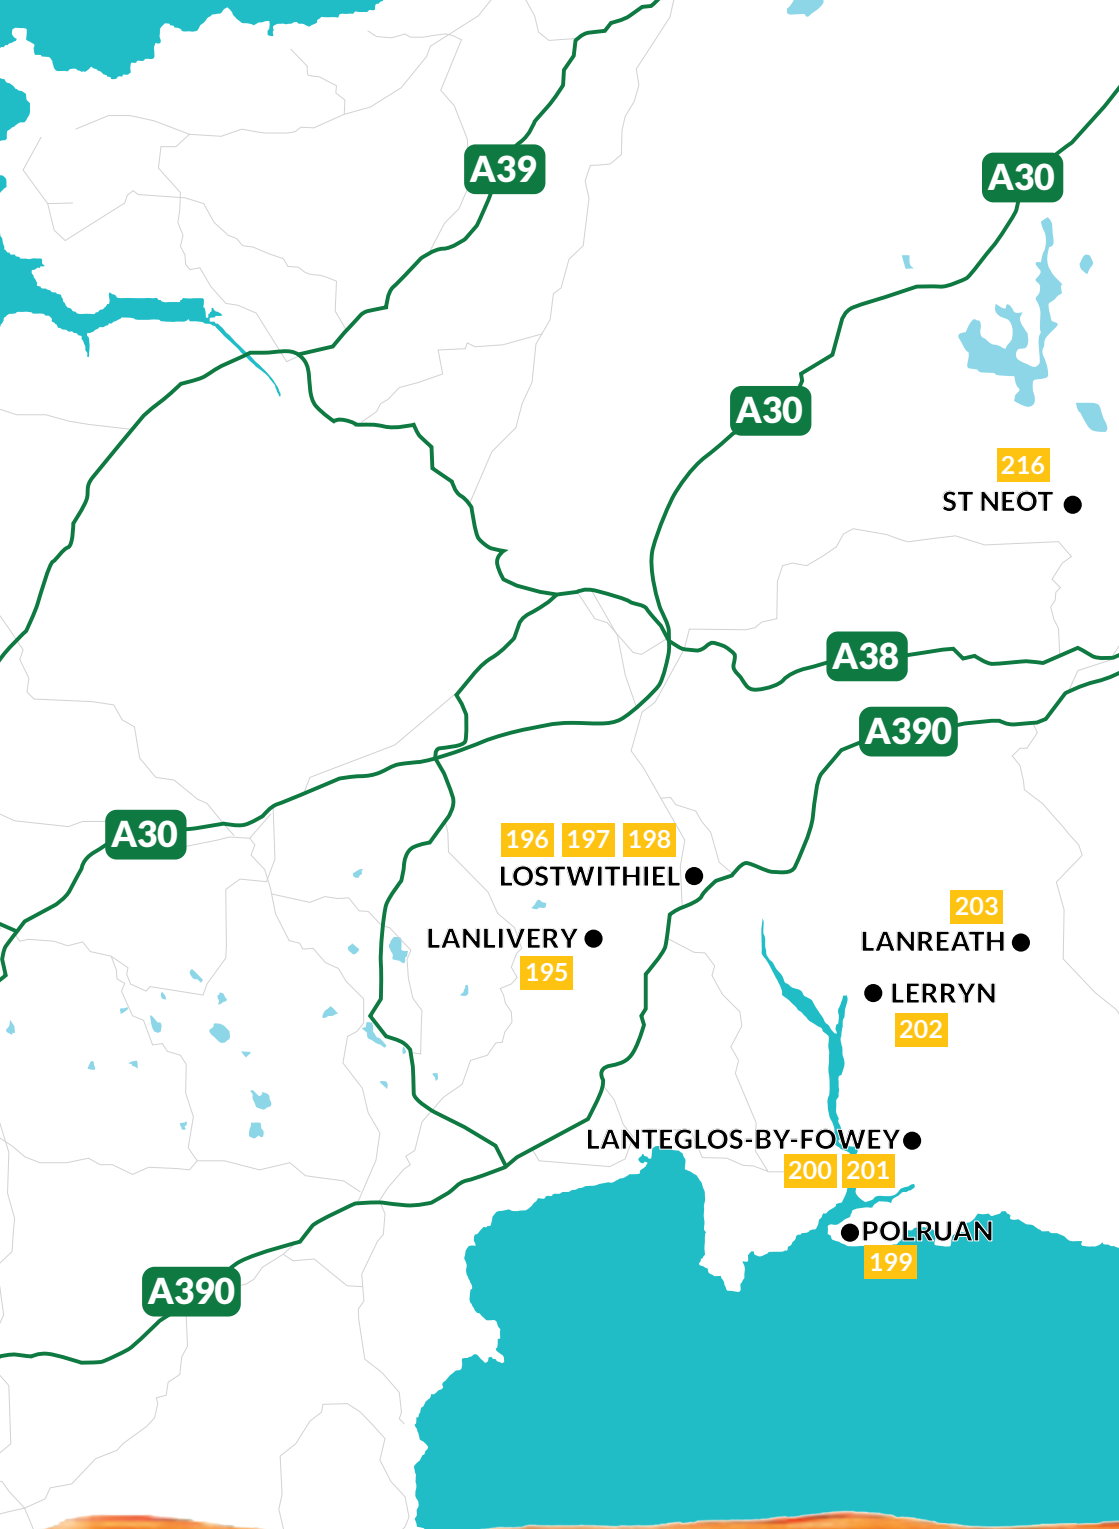 A39
A30
A30
216
ST NEOT
A38
A390
A30
196 197 198
LOSTWITHIEL
203
LANLIVERY
LANREATH
195
LERRYN
202
LANTEGLOS-BY-FOWEY
200 201
POLRUAN
199
A390